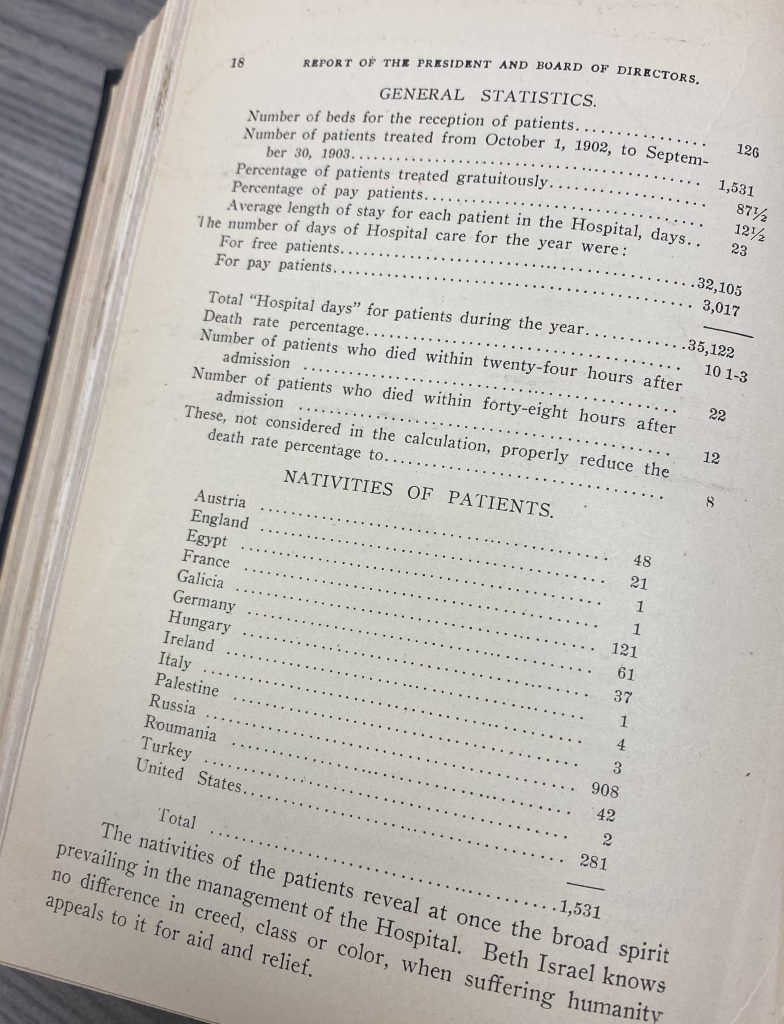 18 REPORT OF THE PRESIDENT AND BOARD OF DIRECTORS.
GENERAL STATISTICS.
Number of beds for the reception of patients................ 126
Number of patients treated from October 1, 1902, to Septem-
ber 30, 1903........................................ 1,531
Percentage of patients treated gratuitously................... 87½
Percentage of pay patients.................................. 12½
Average length of stay for each patient in the Hospital, days.. 23
The number of days of Hospital care for the year were:
For free patients........................................32,105
For pay patients........................................ 3,017
Total "Hospital days" for patients during the year............35,122
Death rate percentage...................................... 10 1-3
Number of patients who died within twenty-four hours after
admission .......................................... 22
Number of patients who died within forty-eight hours after
admission .......................................... 12
These, not considered in the calculation, properly reduce the
death rate percentage to................................ 8
NATIVITIES OF PATIENTS.
Austria ........................................ 48
England ........................................ 21
Egypt ........................................ 1
France ........................................ 1
Galicia ........................................ 121
Germany ........................................ 61
Hungary ........................................ 37
Ireland ........................................ 1
Italy ........................................ 4
Palestine ........................................ 3
Russia ........................................ 908
Roumania ........................................ 42
Turkey ........................................ 2
United States........................................ 281
Total ........................................1,531
The nativities of the patients reveal at once the broad spirit
prevailing in the management of the Hospital. Beth Israel knows
no difference in creed, class or color, when suffering humanity
appeals to it for aid and relief.